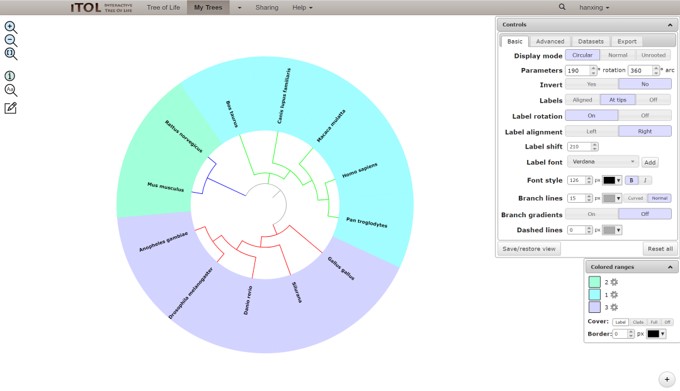 iTOL INTERACTIVE TREE OF LIFE Tree of Life My Trees Sharing Help hanxing
Controls
Basic Advanced Datasets Export
Display mode Circular Normal Unrooted
Parameters 190 ° rotation 360 ° arc
Invert Yes No
Labels Aligned At tips Off
Label rotation On Off
Label alignment Left Right
Label shift 210
Label font Verdana Add
Font style 126 px B I
Branch lines 15 px Curved Normal
Branch gradients On Off
Dashed lines 0 px
Save/restore view Reset all
Colored ranges
2
1
3
Cover: Label Clade Full Off
Border: 0 px
Mus musculus
Rattus norvegicus
Bos taurus
Canis lupus familiaris
Macaca mulatta
Homo sapiens
Pan troglodytes
Gallus gallus
Silurana
Danio rerio
Drosophila melanogaster
Anopheles gambiae